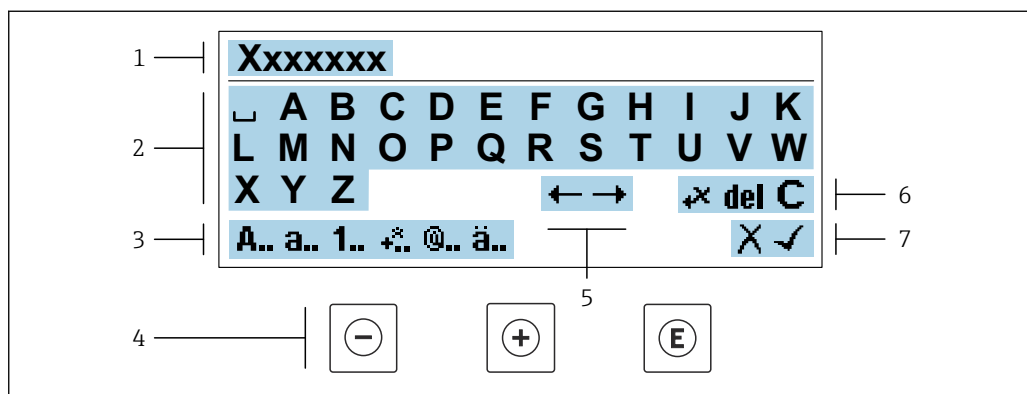 1 Xxxxxxx
␣ A B C D E F G H I J K
2 L M N O P Q R S T U V W
X Y Z ← → +x del C 6
3 A.. a.. 1.. +*.. @.. ä.. X ✓ 7
5
4 − + E